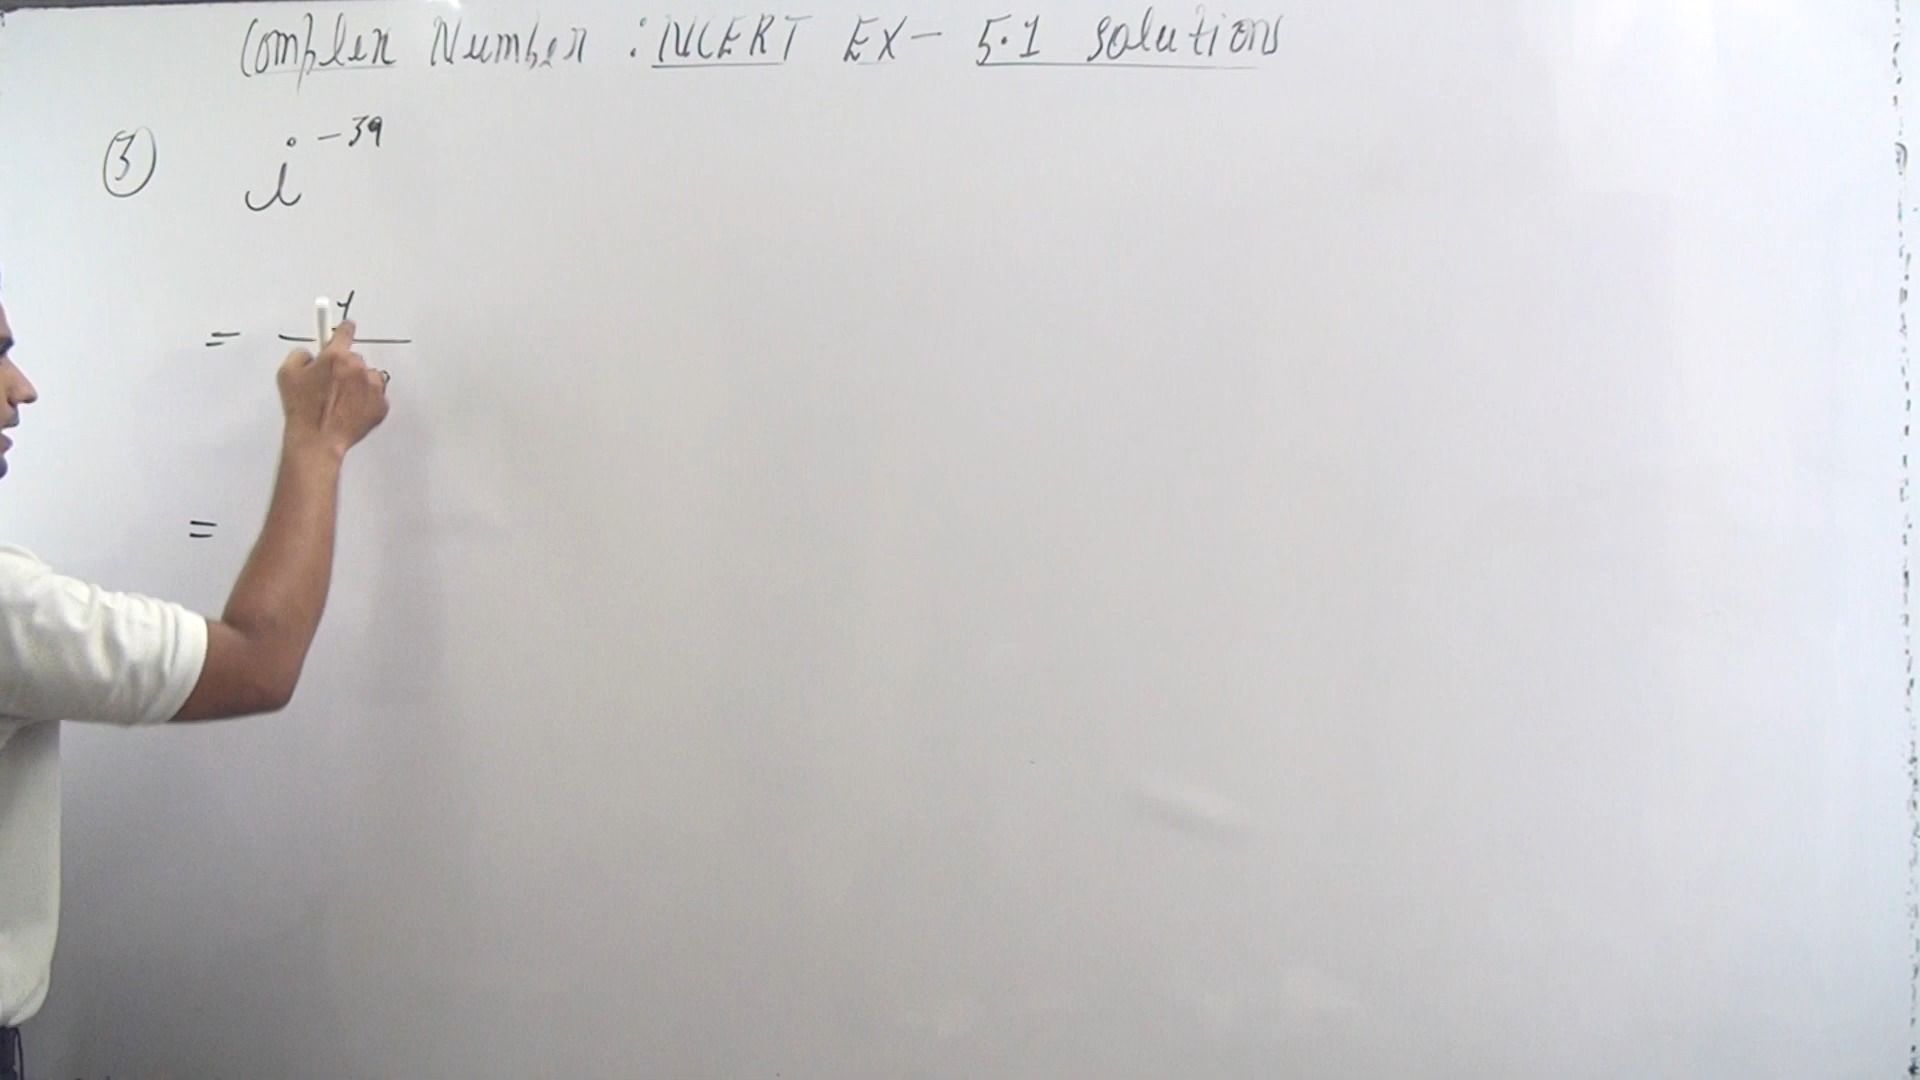 Complex Number : NCERT EX - 5.1 solutions
③ i⁻³⁹
= 1
=